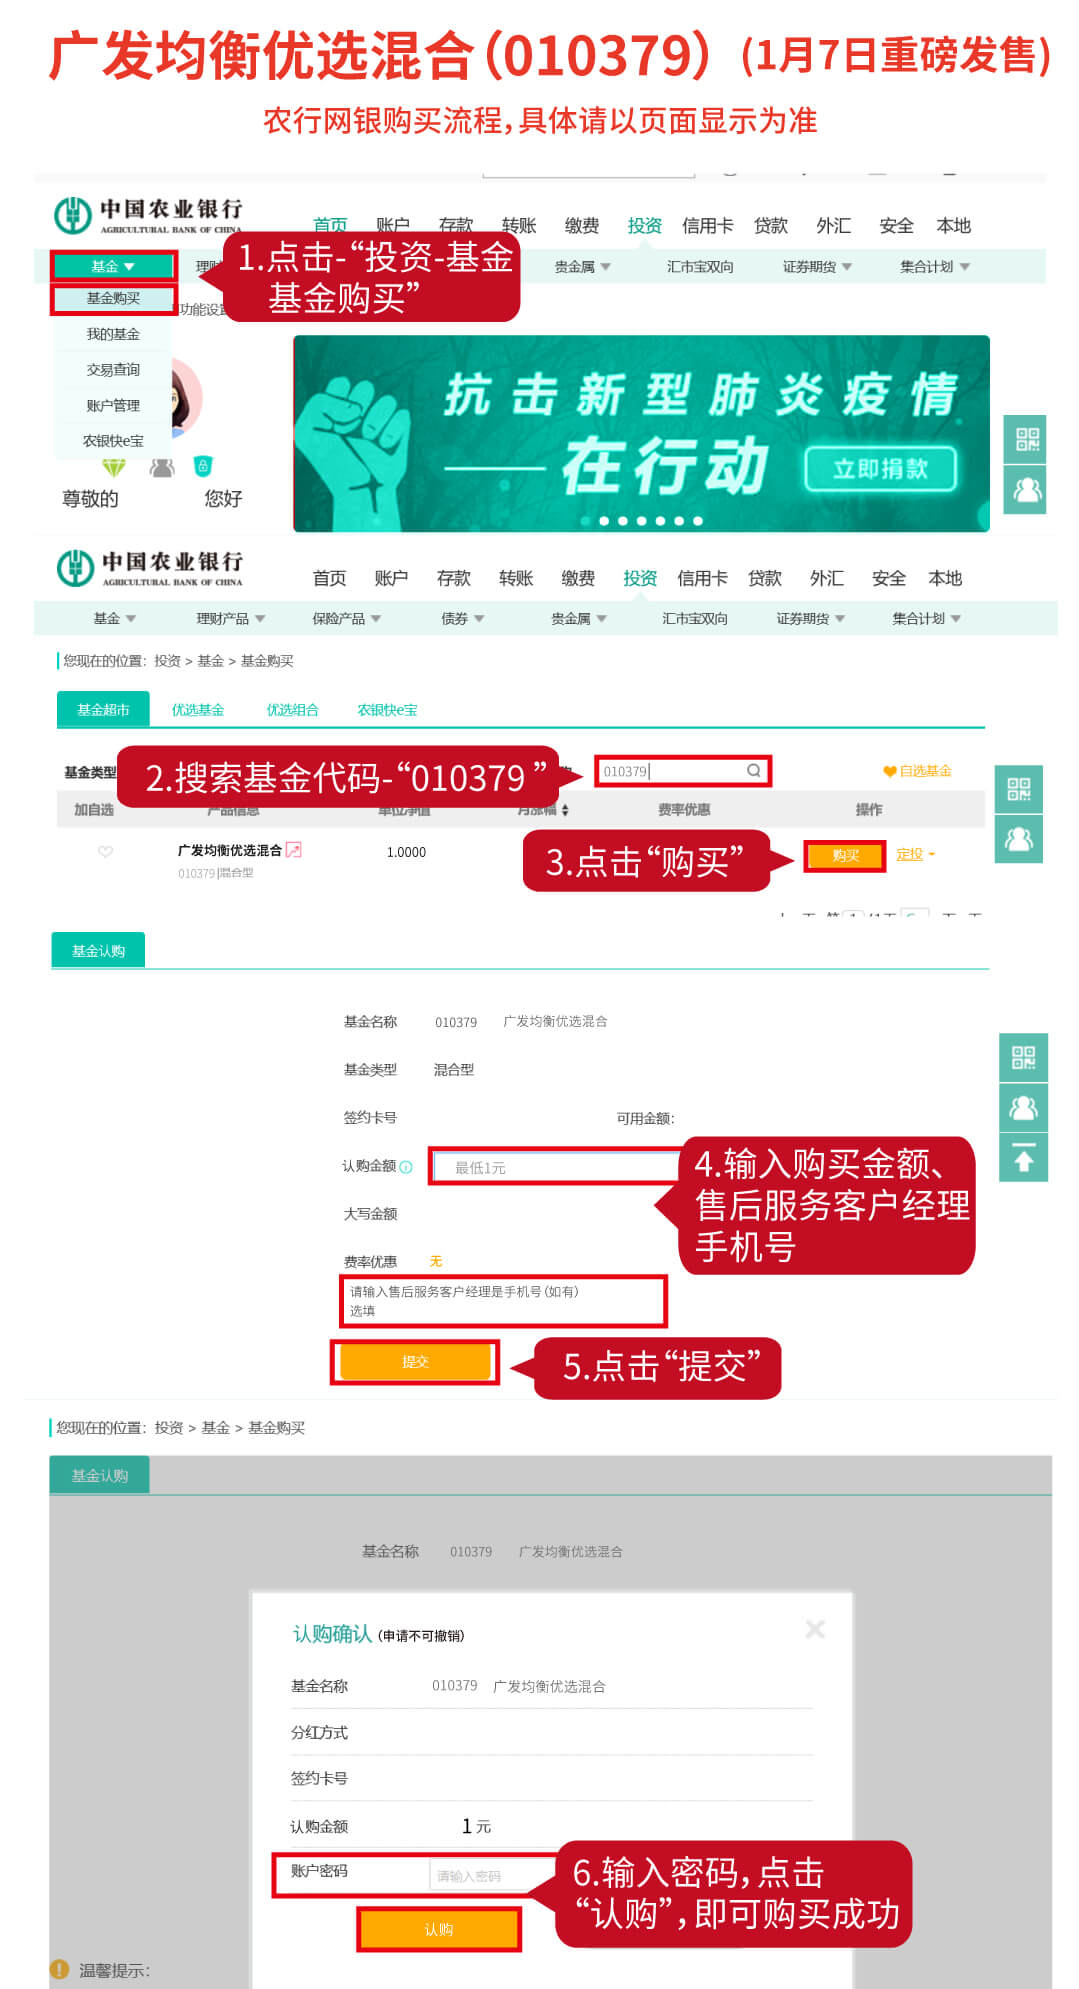 广发均衡优选混合(010379) (1月7日重磅发售)
农行网银购买流程,具体请以页面显示为准
中国农业银行
AGRICULTURAL BANK OF CHINA
首页 账户 存款 转账 缴费 投资 信用卡 贷款 外汇 安全 本地
基金 贵金属 汇市宝双向 证券期货 集合计划
1.点击-“投资-基金
基金购买”
基金购买
功能设
我的基金
交易查询
账户管理
农银快e宝
尊敬的 您好
抗击新型肺炎疫情
在行动 立即捐款
中国农业银行
AGRICULTURAL BANK OF CHINA
首页 账户 存款 转账 缴费 投资 信用卡 贷款 外汇 安全 本地
基金 理财产品 保险产品 债券 贵金属 汇市宝双向 证券期货 集合计划
您现在的位置：投资 > 基金 > 基金购买
基金超市 优选基金 优选组合 农银快e宝
基金类型 010379 自选基金
2.搜索基金代码-“010379 ”
加自选 产品信息 单位净值 月涨幅 费率优惠 操作
广发均衡优选混合 1.0000 购买 定投
010379|混合型
3.点击“购买”
基金认购
基金名称 010379 广发均衡优选混合
基金类型 混合型
签约卡号 可用金额：
认购金额 最低1元
4.输入购买金额、
售后服务客户经理
手机号
大写金额
费率优惠 无
请输入售后服务客户经理是手机号(如有)
选填
提交
5.点击“提交”
您现在的位置：投资 > 基金 > 基金购买
基金认购
基金名称 010379 广发均衡优选混合
认购确认(申请不可撤销)
基金名称 010379 广发均衡优选混合
分红方式
签约卡号
认购金额 1 元
账户密码 请输入密码
6.输入密码,点击
“认购”,即可购买成功
认购
温馨提示：